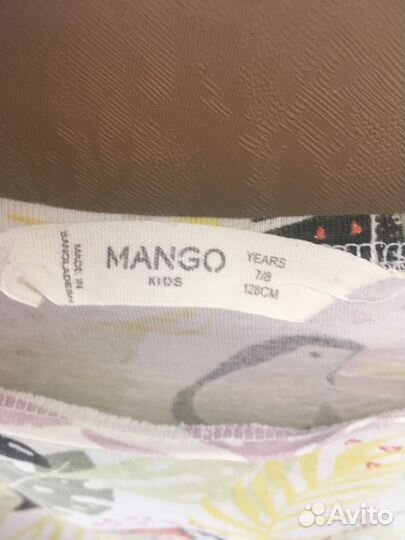 MADE IN
BANGLADESH
MANGO
KIDS
YEARS
7/8
128CM
Avito